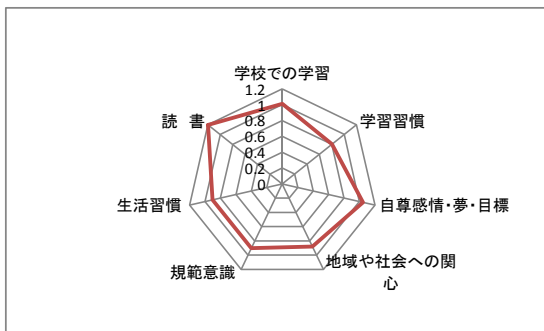 学校での学習
1.2
1
0.8
0.6
0.4
0.2
0
学習習慣
自尊感情・夢・目標
地域や社会への関
心
規範意識
生活習慣
読 書